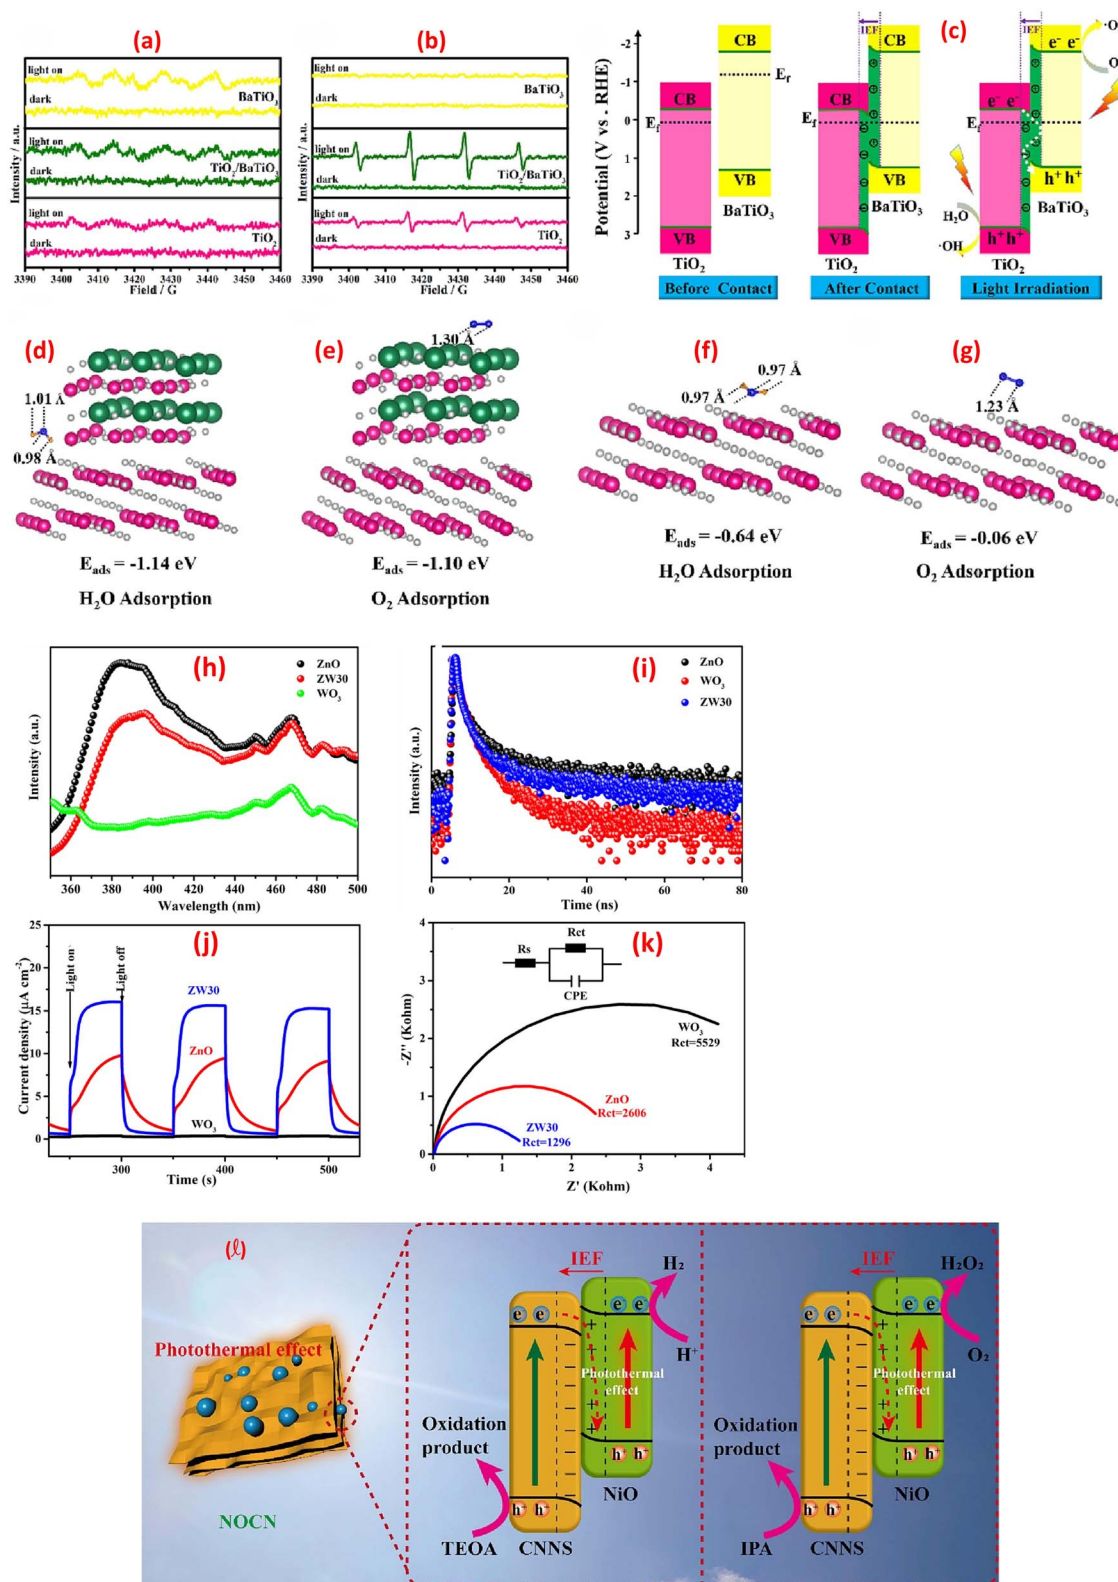 (a)
light on
BaTiO3
dark
light on
TiO2/BaTiO3
dark
light on
TiO2
dark
Intensity / a.u.
3390 3400 3410 3420 3430 3440 3450 3460
Field / G
(b)
light on
BaTiO3
dark
light on
TiO2/BaTiO3
dark
light on
TiO2
dark
Intensity / a.u.
3390 3400 3410 3420 3430 3440 3450 3460
Field / G
(c)
Potential (V vs. RHE)
-2
-1
0
1
2
3
CB
Ef
CB
Ef
VB
BaTiO3
VB
TiO2
Before Contact
IEF
CB
CB
Ef
VB
BaTiO3
VB
TiO2
After Contact
IEF
CB
e- e-
CB
e- e-
Ef
VB
h+ h+
BaTiO3
H2O
·OH
h+ h+
VB
TiO2
Light Irradiation
(d)
1.01 Å
0.98 Å
Eads = -1.14 eV
H2O Adsorption
(e)
1.30 Å
Eads = -1.10 eV
O2 Adsorption
(f)
0.97 Å
0.97 Å
Eads = -0.64 eV
H2O Adsorption
(g)
1.23 Å
Eads = -0.06 eV
O2 Adsorption
(h)
ZnO
ZW30
WO3
Intensity (a.u.)
360 380 400 420 440 460 480 500
Wavelength (nm)
(i)
ZnO
WO3
ZW30
Intensity (a.u.)
0 20 40 60 80
Time (ns)
(j)
Light on
Light off
ZW30
ZnO
WO3
Current density (μA cm-2)
25
20
15
10
5
0
300 400 500
Time (s)
(k)
Rs
Rct
CPE
WO3
Rct=5529
ZnO
Rct=2606
ZW30
Rct=1296
-Z'' (Kohm)
4
3
2
1
0
0 1 2 3 4
Z' (Kohm)
(ℓ)
Photothermal effect
NOCN
IEF
H2
e e
e e
H+
Photothermal
effect
Oxidation
product
h+ h+
h+ h+
NiO
TEOA
CNNS
IEF
H2O2
e e
e e
O2
Photothermal
effect
Oxidation
product
h+ h+
h+ h+
NiO
IPA
CNNS